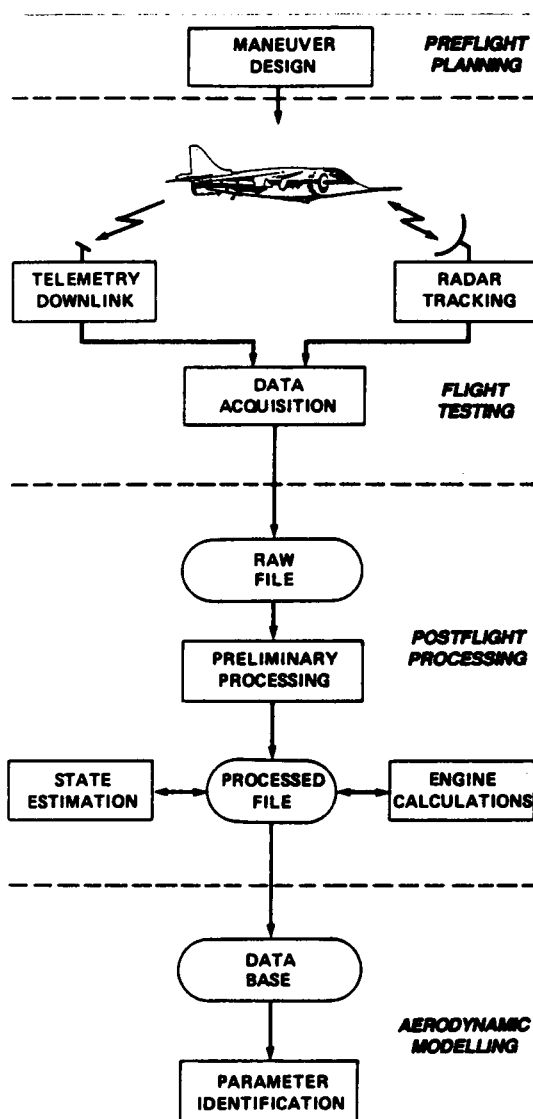 MANEUVER
DESIGN
PREFLIGHT
PLANNING
TELEMETRY
DOWNLINK
RADAR
TRACKING
DATA
ACQUISITION
FLIGHT
TESTING
RAW
FILE
PRELIMINARY
PROCESSING
POSTFLIGHT
PROCESSING
STATE
ESTIMATION
PROCESSED
FILE
ENGINE
CALCULATIONS
DATA
BASE
AERODYNAMIC
MODELLING
PARAMETER
IDENTIFICATION